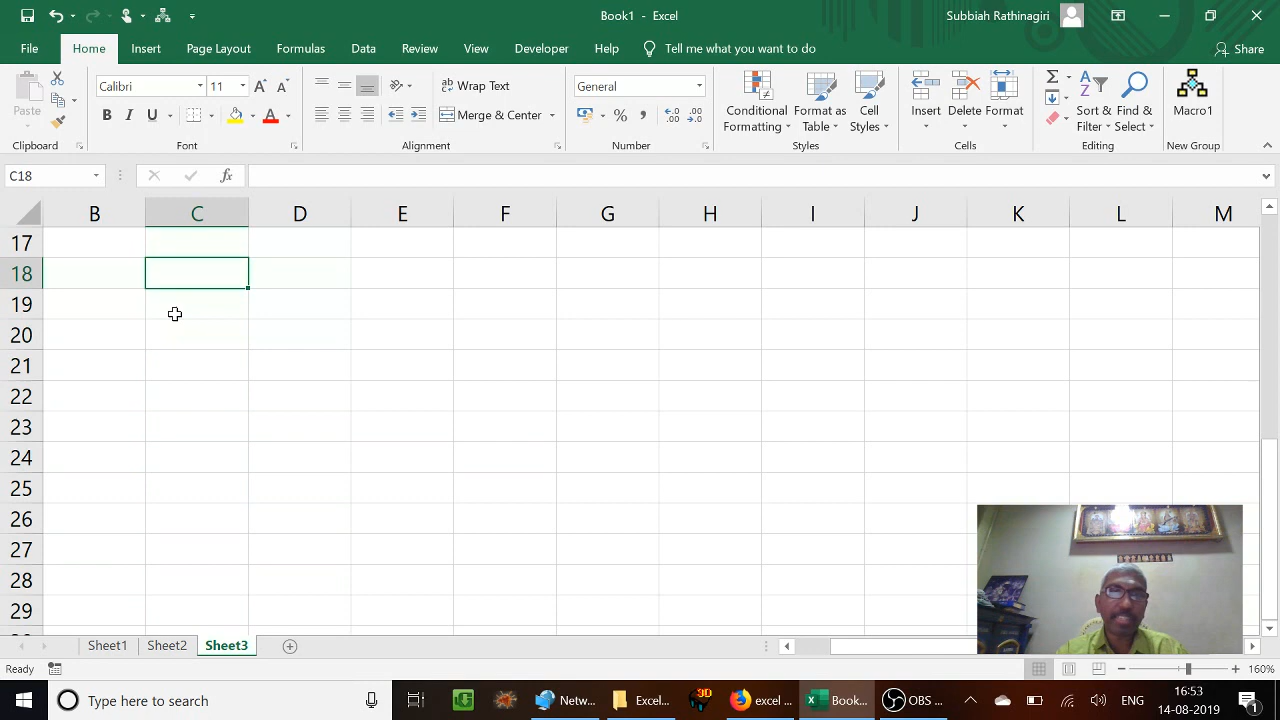 Book1 - Excel
Subbiah Rathinagiri
File Home Insert Page Layout Formulas Data Review View Developer Help Tell me what you want to do Share
Paste
Clipboard
Calibri 11
B I U A
Font
Wrap Text
Merge & Center
Alignment
General
% ,
Number
Conditional Formatting
Format as Table
Cell Styles
Styles
Insert Delete Format
Cells
Sort & Filter
Find & Select
Editing
Macro1
New Group
C18 fx
B C D E F G H I J K L M
17
18
19
20
21
22
23
24
25
26
27
28
29
Sheet1 Sheet2 Sheet3
Ready 160%
Type here to search
Netw...
Excel...
3D
excel ...
Book...
OBS ...
ENG
16:53
14-08-2019
1